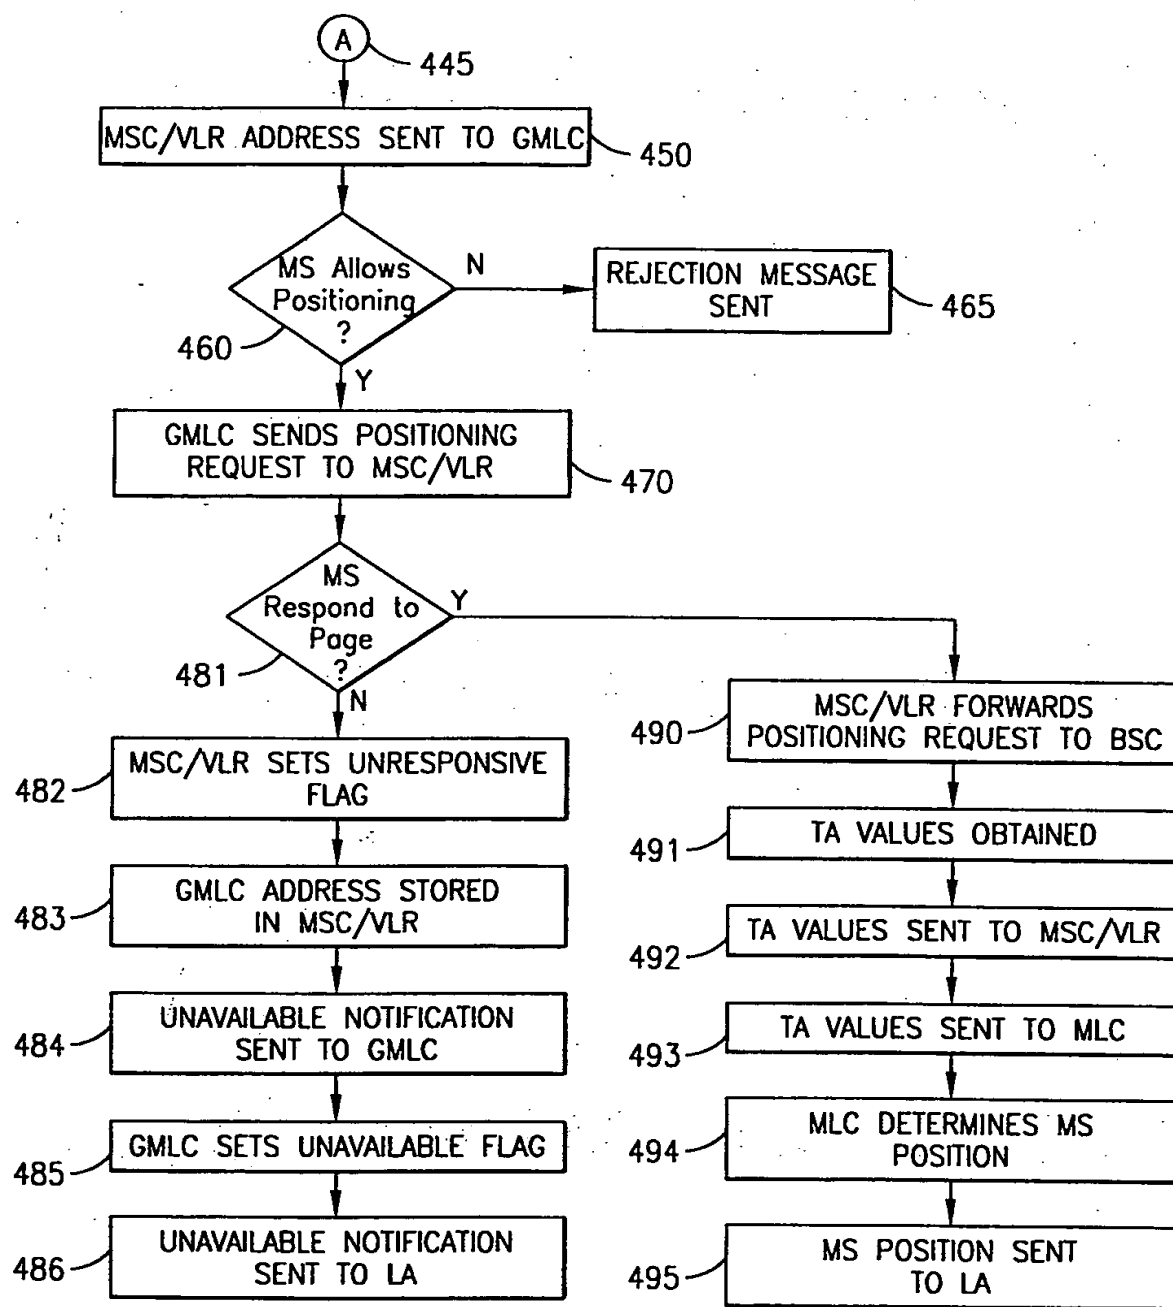 A
445
MSC/VLR ADDRESS SENT TO GMLC
450
MS Allows
Positioning
?
460
N
REJECTION MESSAGE
SENT
465
Y
GMLC SENDS POSITIONING
REQUEST TO MSC/VLR
470
MS
Respond to
Page
?
481
Y
N
MSC/VLR SETS UNRESPONSIVE
FLAG
482
GMLC ADDRESS STORED
IN MSC/VLR
483
UNAVAILABLE NOTIFICATION
SENT TO GMLC
484
GMLC SETS UNAVAILABLE FLAG
485
UNAVAILABLE NOTIFICATION
SENT TO LA
486
MSC/VLR FORWARDS
POSITIONING REQUEST TO BSC
490
TA VALUES OBTAINED
491
TA VALUES SENT TO MSC/VLR
492
TA VALUES SENT TO MLC
493
MLC DETERMINES MS
POSITION
494
MS POSITION SENT
TO LA
495